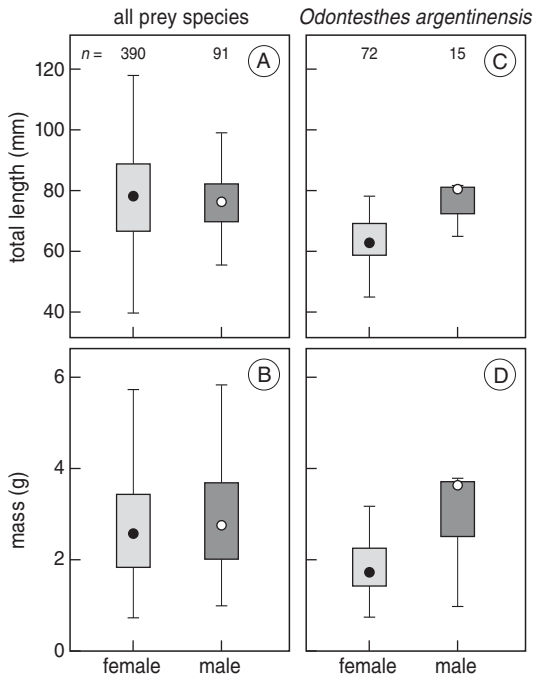 all prey species
Odontesthes argentinensis
n = 390 91 A
72 15 C
total length (mm)
120
100
80
60
40
B
D
mass (g)
6
4
2
0
female male
female male